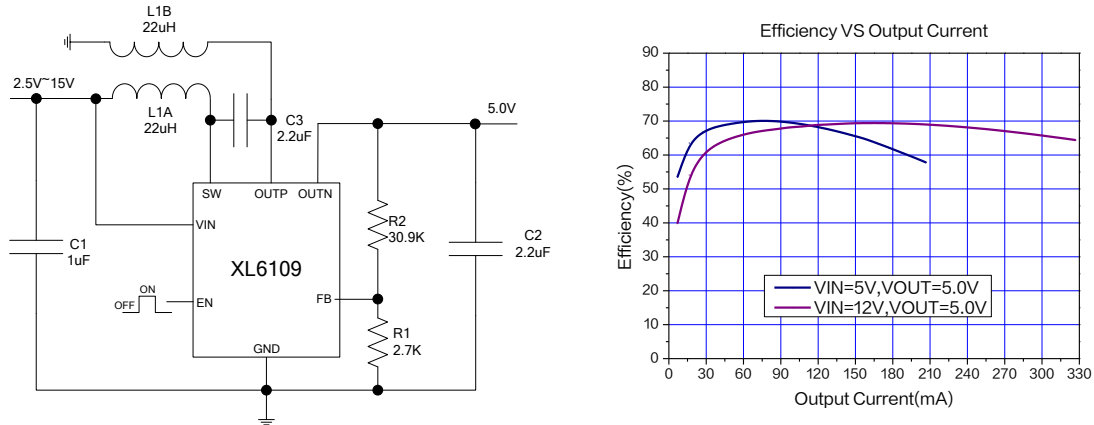 L1B
22uH
2.5V~15V
L1A
22uH
C3
2.2uF
5.0V
SW
OUTP
OUTN
VIN
R2
30.9K
C1
1uF
C2
2.2uF
XL6109
ON
OFF
EN
FB
R1
2.7K
GND
Efficiency VS Output Current
Efficiency(%)
90
80
70
60
50
40
30
20
10
0
VIN=5V,VOUT=5.0V
VIN=12V,VOUT=5.0V
0 30 60 90 120 150 180 210 240 270 300 330
Output Current(mA)